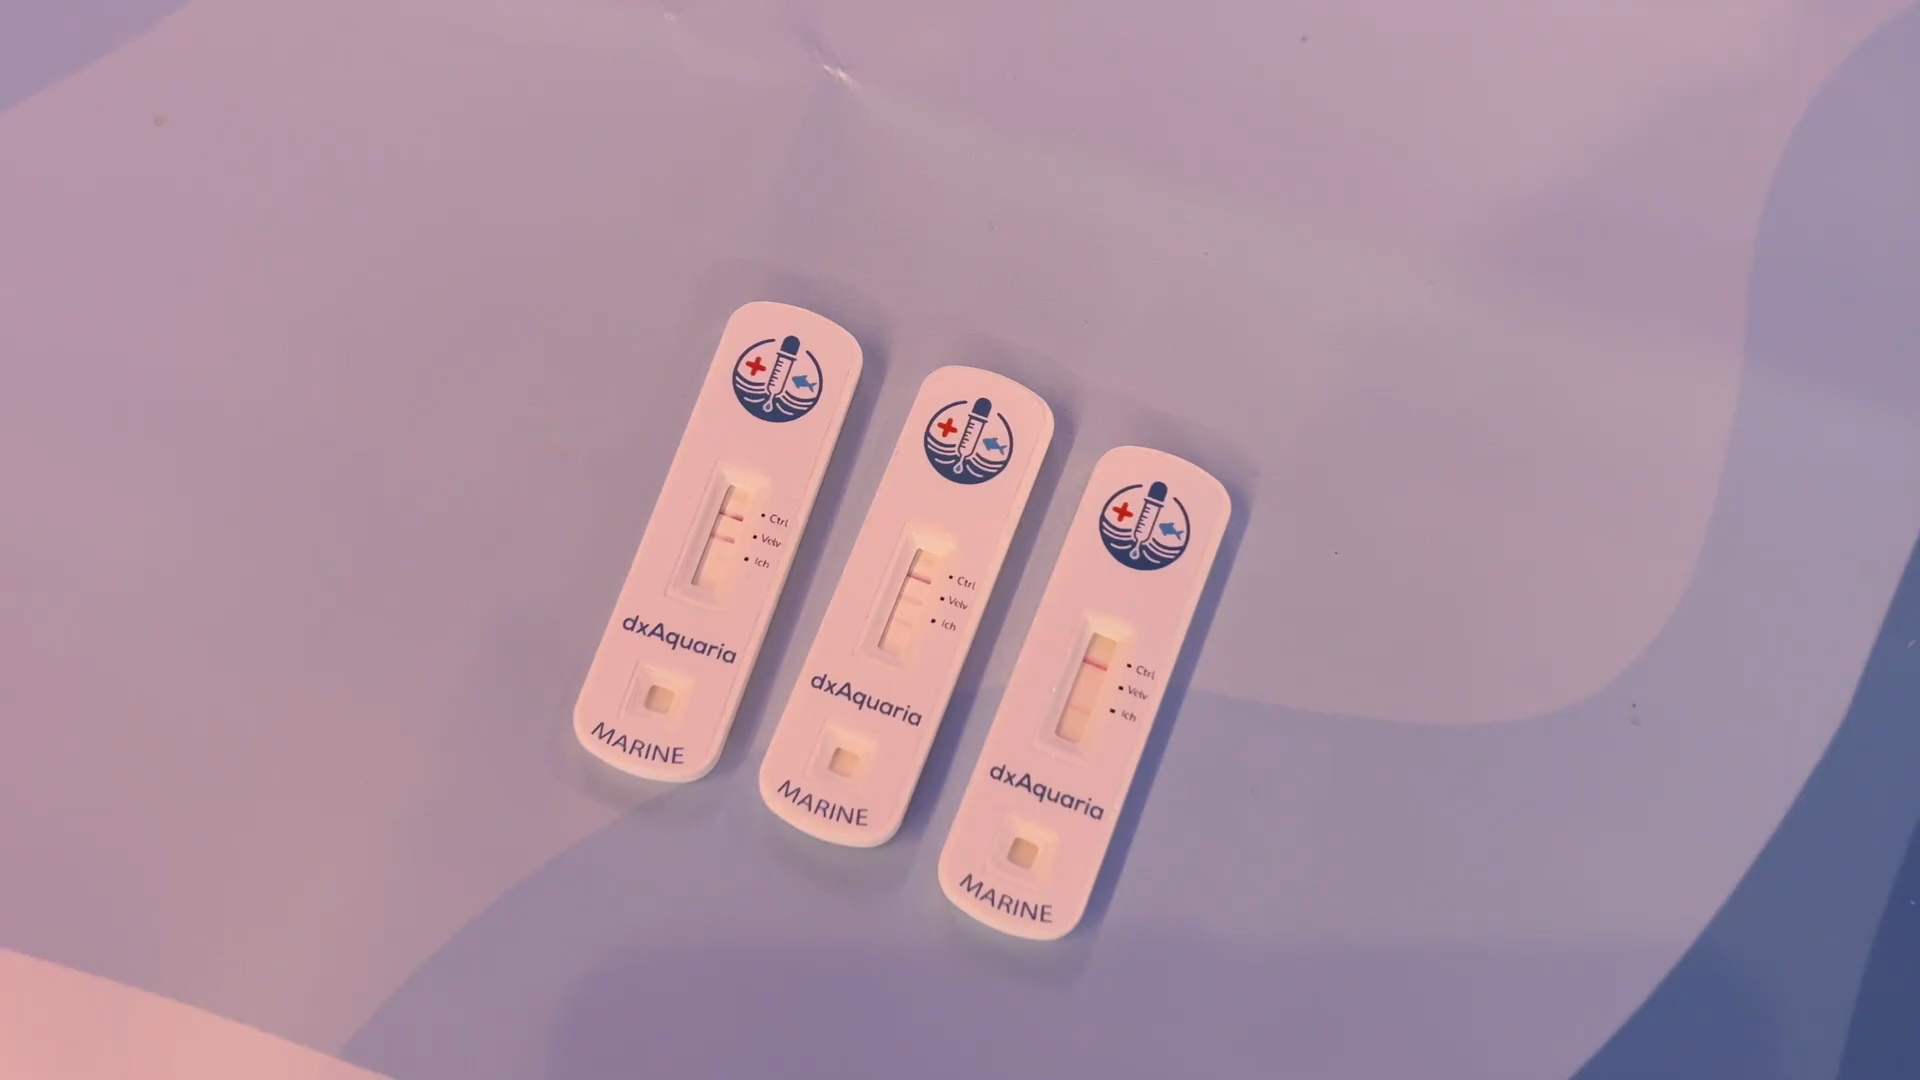 Ctrl
Velv
Ich
dxAquaria
MARINE
Ctrl
Velv
Ich
dxAquaria
MARINE
Ctrl
Velv
Ich
dxAquaria
MARINE